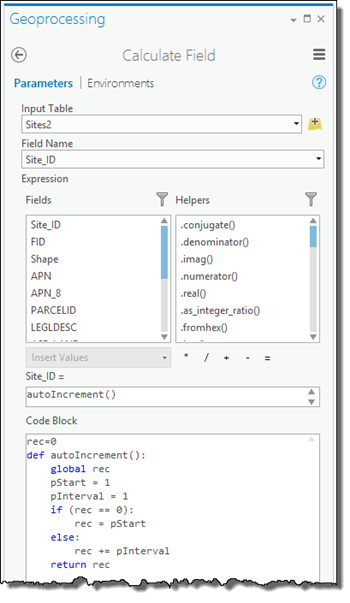 Geoprocessing
Calculate Field
Parameters | Environments
Input Table
Sites2
Field Name
Site_ID
Expression
Fields Helpers
Site_ID .conjugate()
FID .denominator()
Shape .imag()
APN .numerator()
APN_8 .real()
PARCELID .as_integer_ratio()
LEGLDESC .fromhex()
Insert Values * / + - =
Site_ID =
autoIncrement()
Code Block
rec=0
def autoIncrement():
    global rec
    pStart = 1
    pInterval = 1
    if (rec == 0):
        rec = pStart
    else:
        rec += pInterval
    return rec